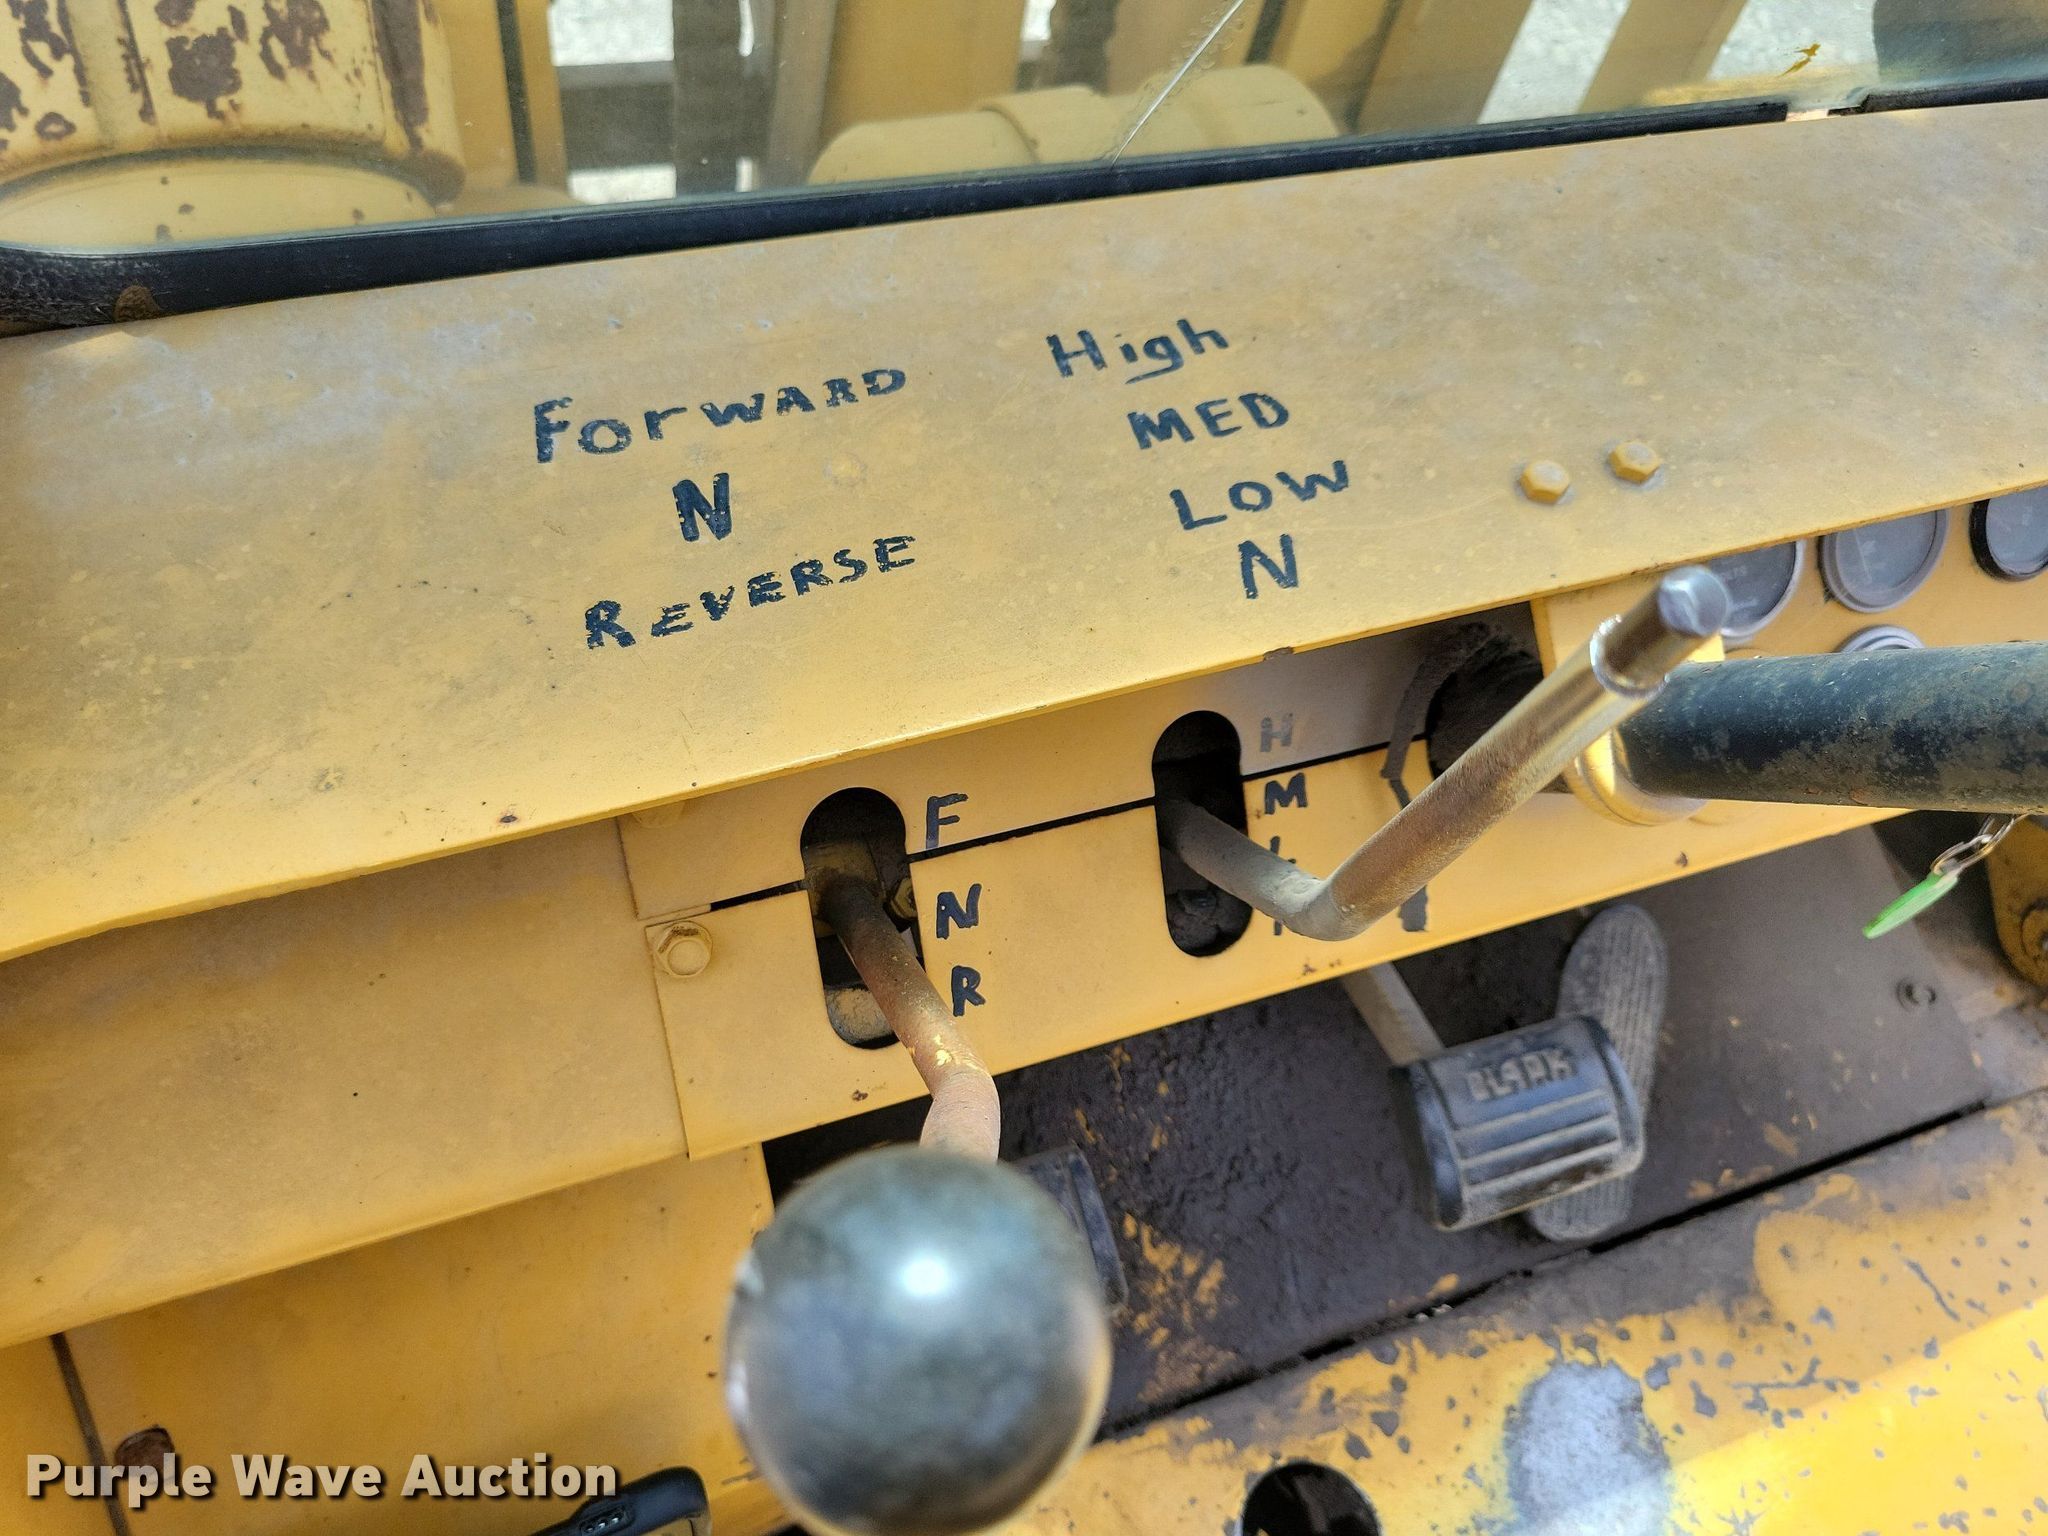 Forward
N
REVERSE
High
MED
LOW
N
F
N
R
H
M
CLARK
Purple Wave Auction